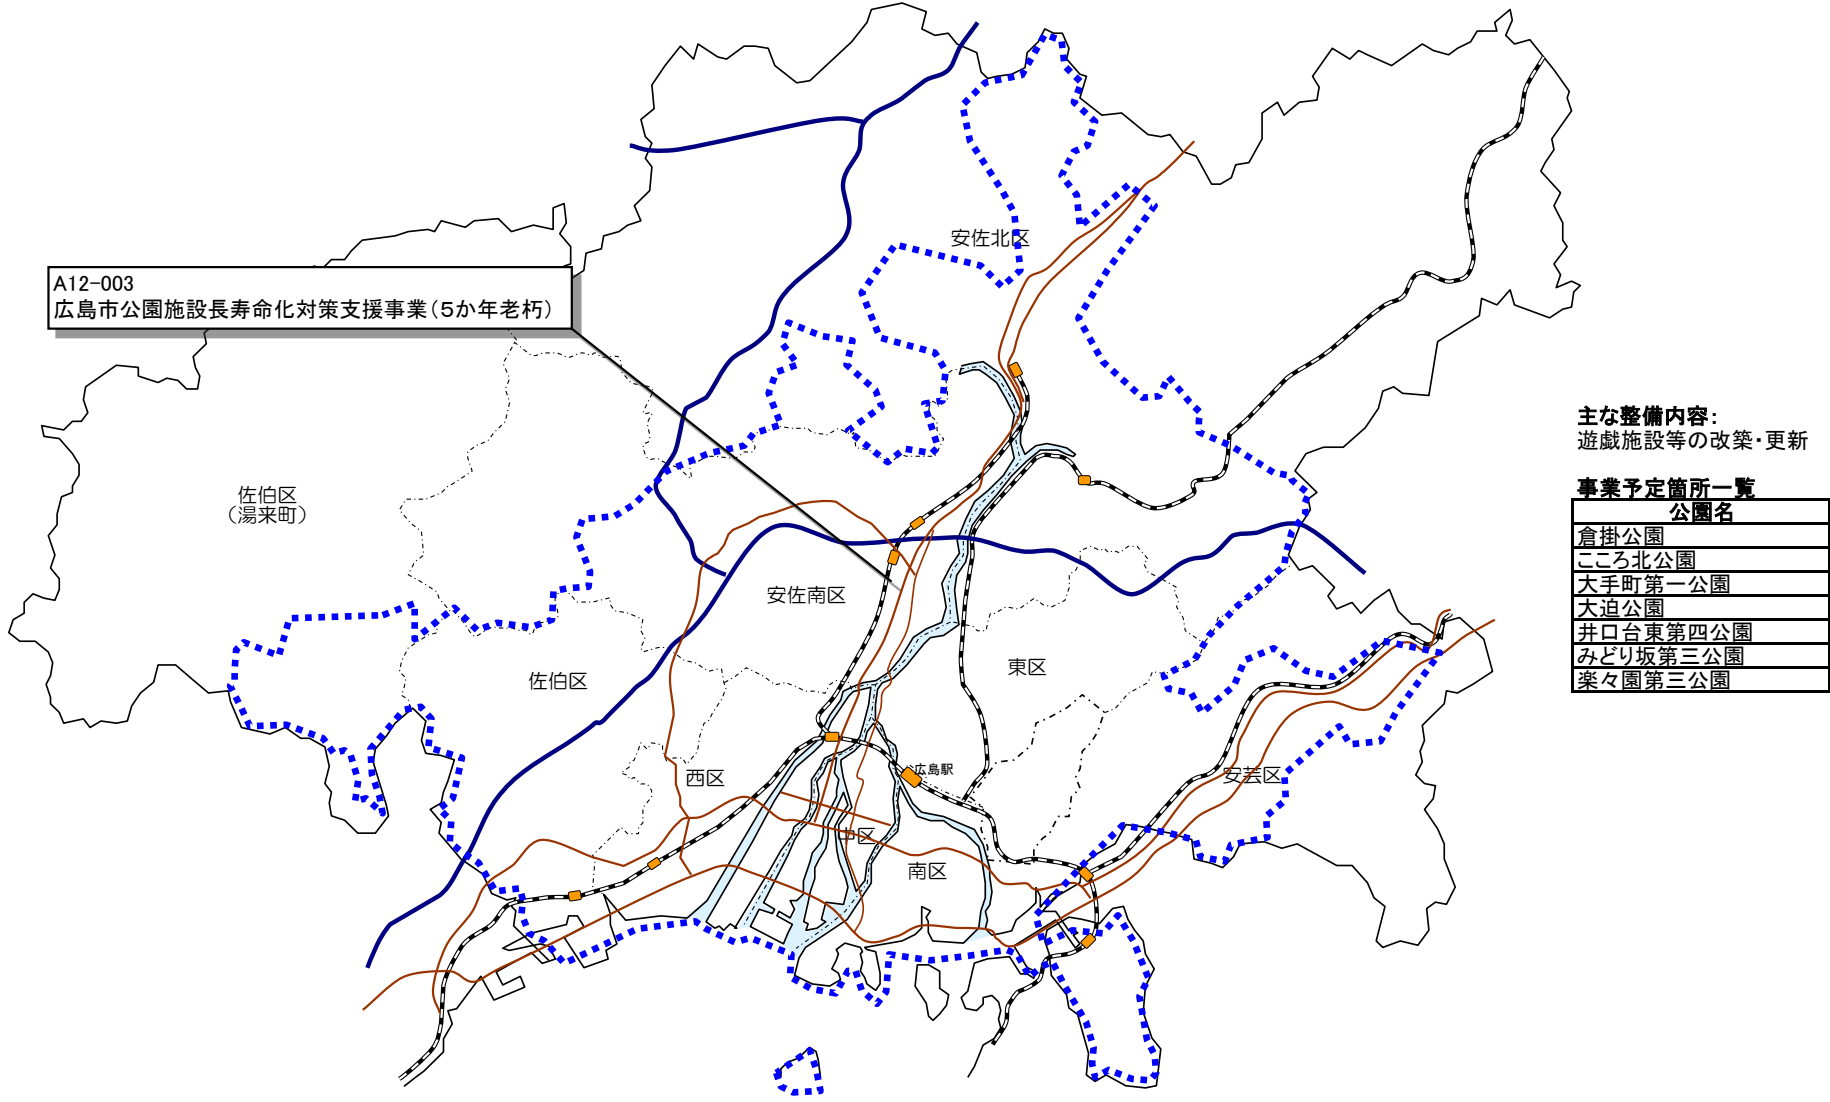 安佐北区
A12-003
広島市公園施設長寿命化対策支援事業(5か年老朽)
主な整備内容:
遊戯施設等の改築・更新
佐伯区
(湯来町)
事業予定箇所一覧
公園名
倉掛公園
こころ北公園
大手町第一公園
大迫公園
井口台東第四公園
みどり坂第三公園
楽々園第三公園
安佐南区
東区
佐伯区
広島駅
西区
安芸区
中区
南区